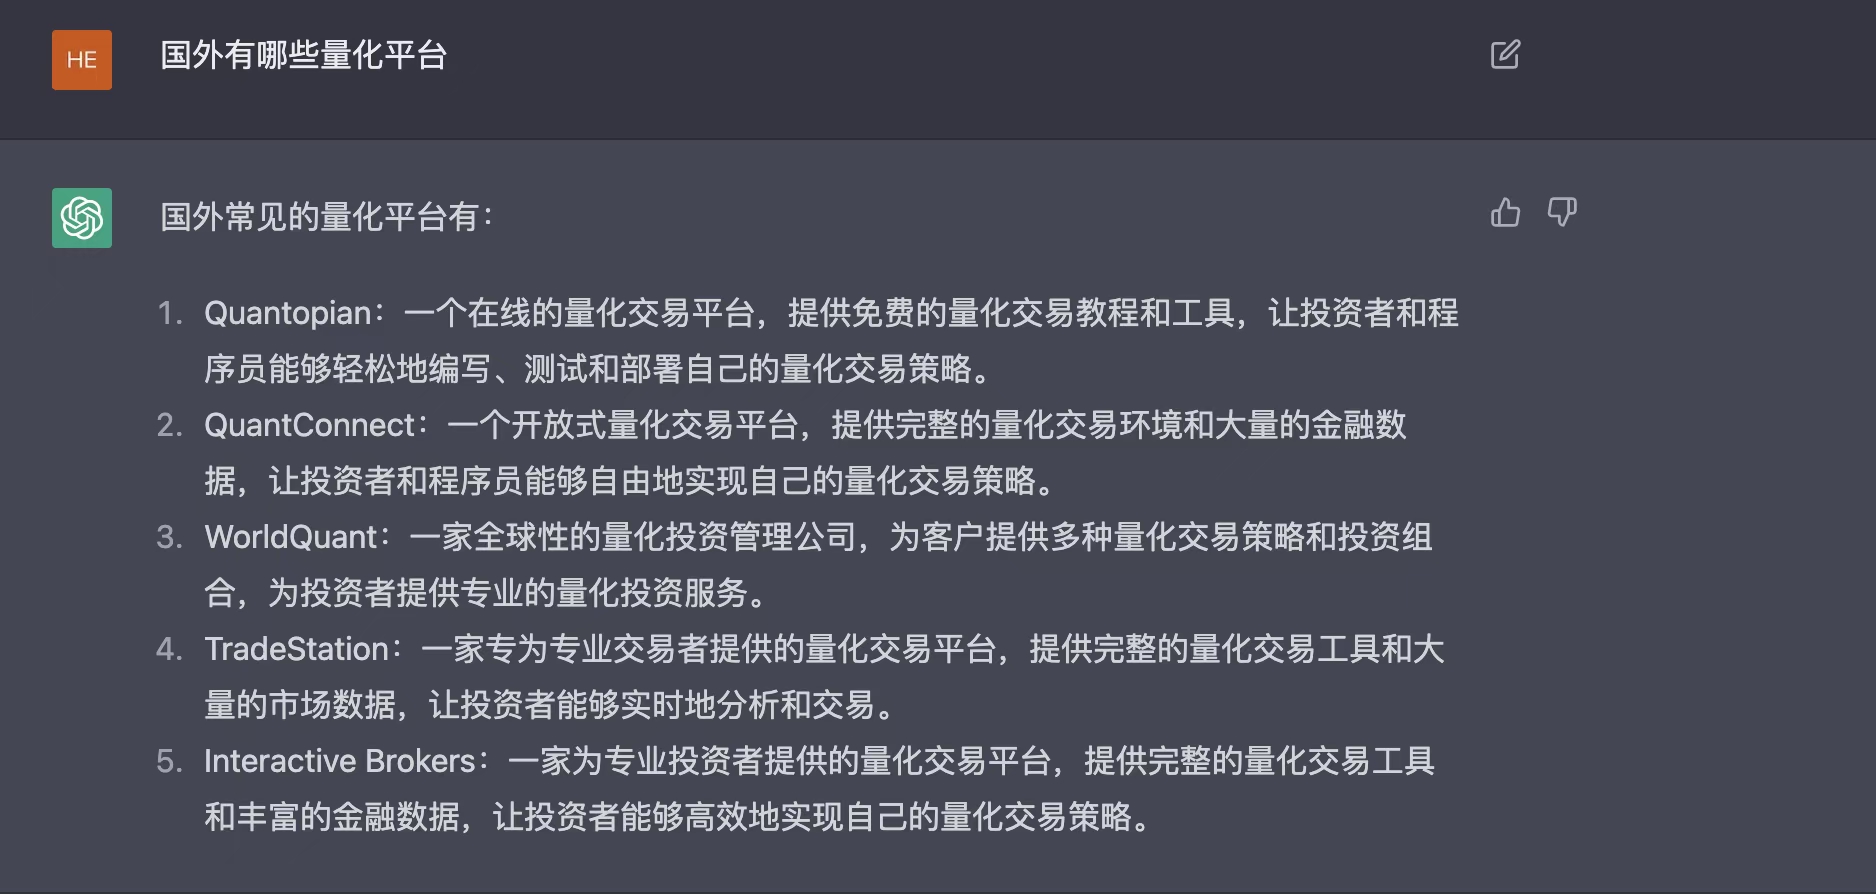 HE
国外有哪些量化平台
国外常见的量化平台有：
1. Quantopian：一个在线的量化交易平台，提供免费的量化交易教程和工具，让投资者和程
序员能够轻松地编写、测试和部署自己的量化交易策略。
2. QuantConnect：一个开放式量化交易平台，提供完整的量化交易环境和大量的金融数
据，让投资者和程序员能够自由地实现自己的量化交易策略。
3. WorldQuant：一家全球性的量化投资管理公司，为客户提供多种量化交易策略和投资组
合，为投资者提供专业的量化投资服务。
4. TradeStation：一家专为专业交易者提供的量化交易平台，提供完整的量化交易工具和大
量的市场数据，让投资者能够实时地分析和交易。
5. Interactive Brokers：一家为专业投资者提供的量化交易平台，提供完整的量化交易工具
和丰富的金融数据，让投资者能够高效地实现自己的量化交易策略。